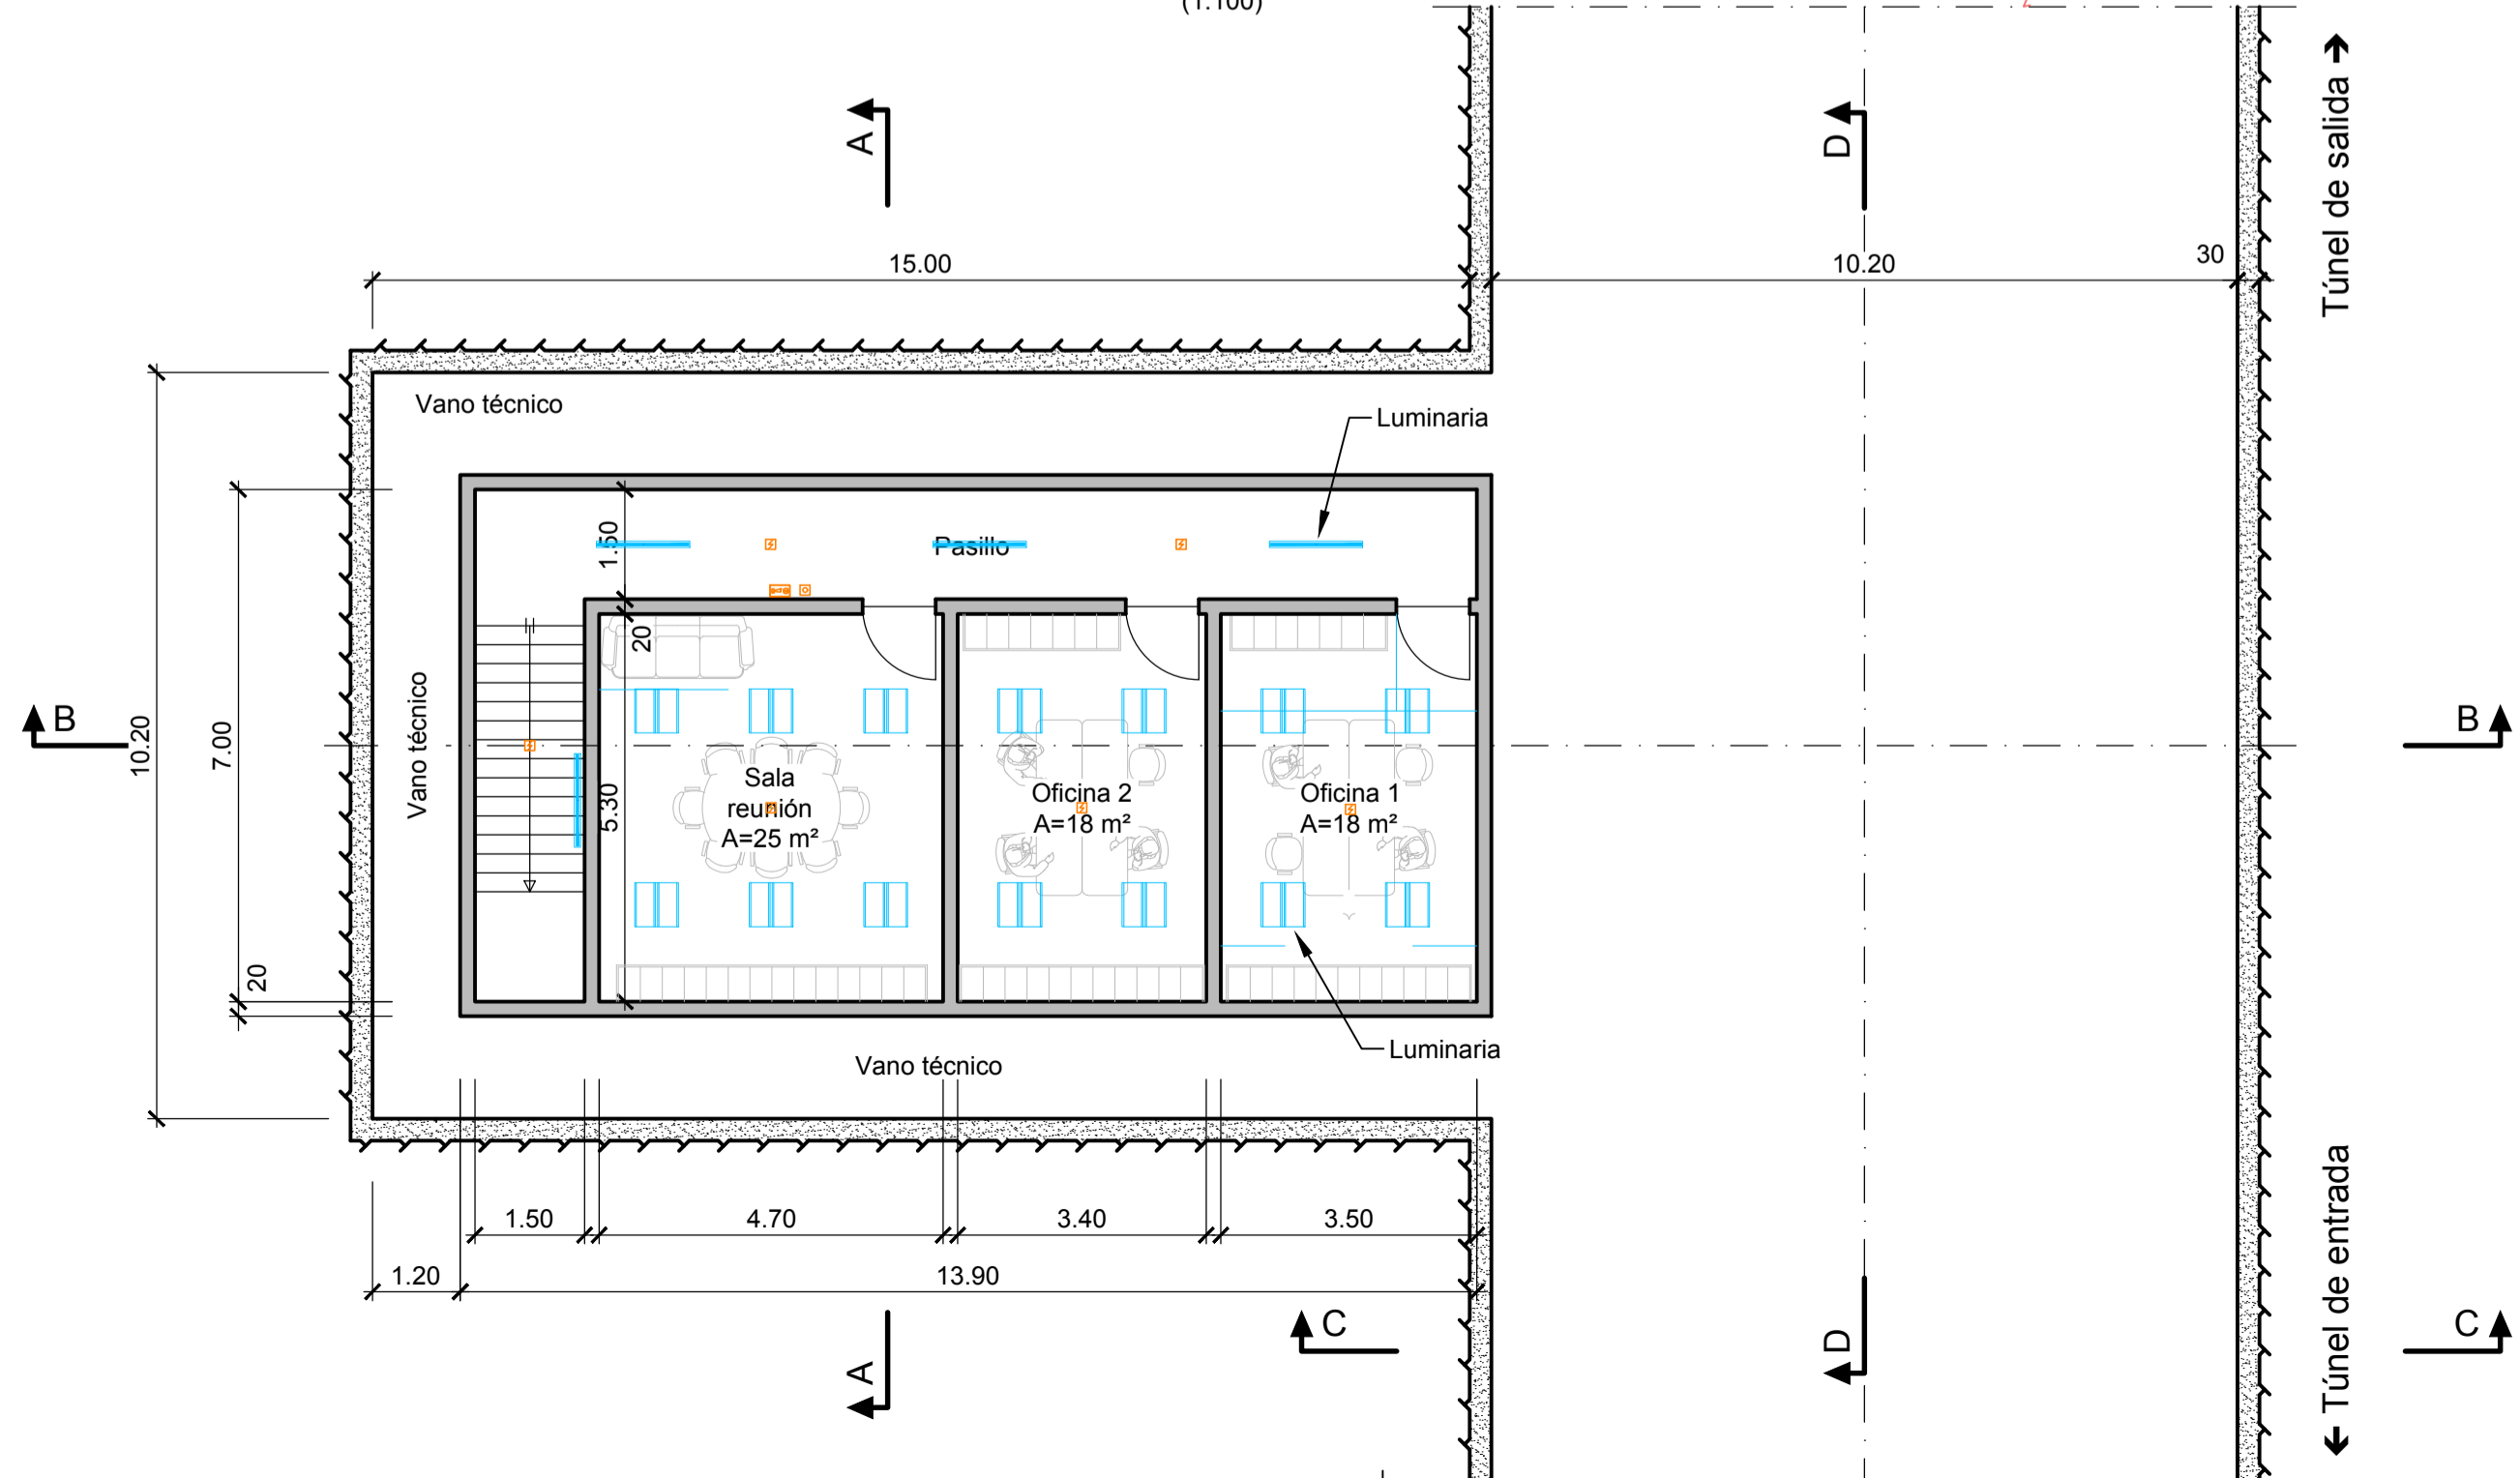 (1:100)
Túnel de salida →
A
D
15.00
10.20
30
Vano técnico
Luminaria
1.50
Pasillo
20
B
10.20
7.00
Vano técnico
5.30
Sala
reunión
A=25 m²
Oficina 2
A=18 m²
Oficina 1
A=18 m²
B
20
Luminaria
Vano técnico
1.50
4.70
3.40
3.50
1.20
13.90
A
C
D
C
← Túnel de entrada